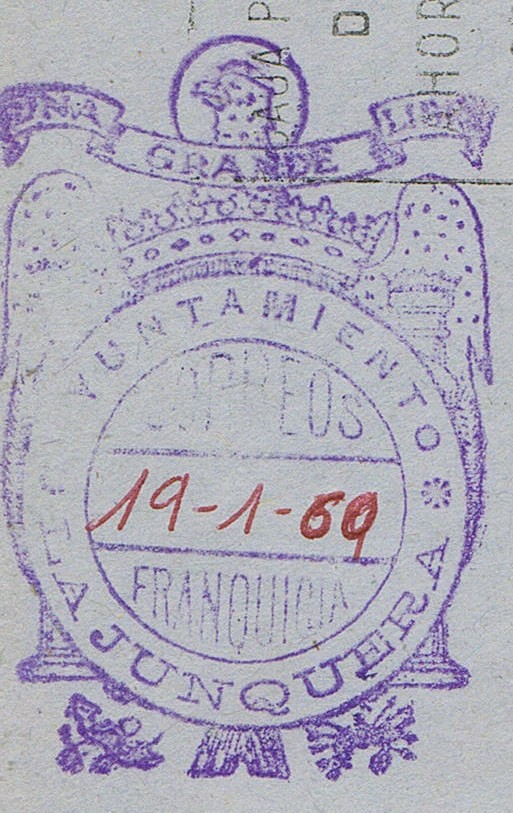 UNA GRANDE LIBRE
AYUNTAMIENTO
CORREOS
19-1-69
FRANQUICIA
LA JUNQUERA